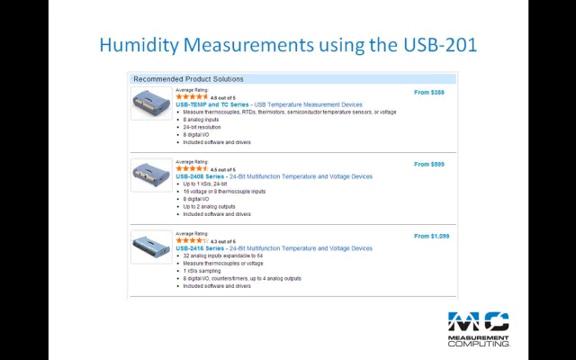 Humidity Measurements using the USB-201
Recommended Product Solutions
Average Rating:
4.6 out of 5
From $359
USB-TEMP and TC Series - USB Temperature Measurement Devices
Measure thermocouples, RTDs, thermistors, semiconductor temperature sensors, or voltage
8 analog inputs
24-bit resolution
8 digital I/O
Included software and drivers
Average Rating:
4.5 out of 5
From $599
USB-2408 Series - 24-Bit Multifunction Temperature and Voltage Devices
Up to 1 kS/s, 24-bit
16 voltage or 8 thermocouple inputs
8 digital I/O
Up to 2 analog outputs
Included software and drivers
Average Rating:
4.3 out of 5
From $1,099
USB-2416 Series - 24-Bit Multifunction Temperature and Voltage Devices
32 analog inputs expandable to 64
Measure thermocouples or voltage
1 kS/s sampling
8 digital I/O, counters/timers, up to 4 analog outputs
Included software and drivers
MC
MEASUREMENT
COMPUTING